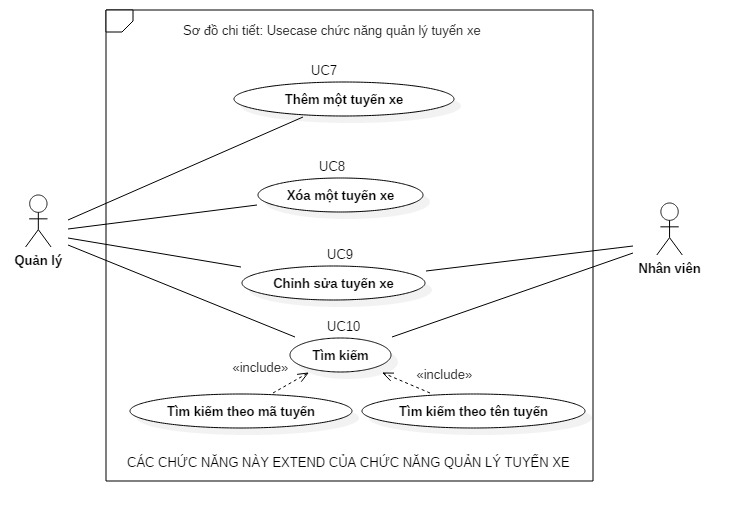 Sơ đồ chi tiết: Usecase chức năng quản lý tuyến xe
UC7
Thêm một tuyến xe
UC8
Xóa một tuyến xe
Quản lý
Nhân viên
UC9
Chỉnh sửa tuyến xe
UC10
Tìm kiếm
«include»
«include»
Tìm kiếm theo mã tuyến
Tìm kiếm theo tên tuyến
CÁC CHỨC NĂNG NÀY EXTEND CỦA CHỨC NĂNG QUẢN LÝ TUYẾN XE